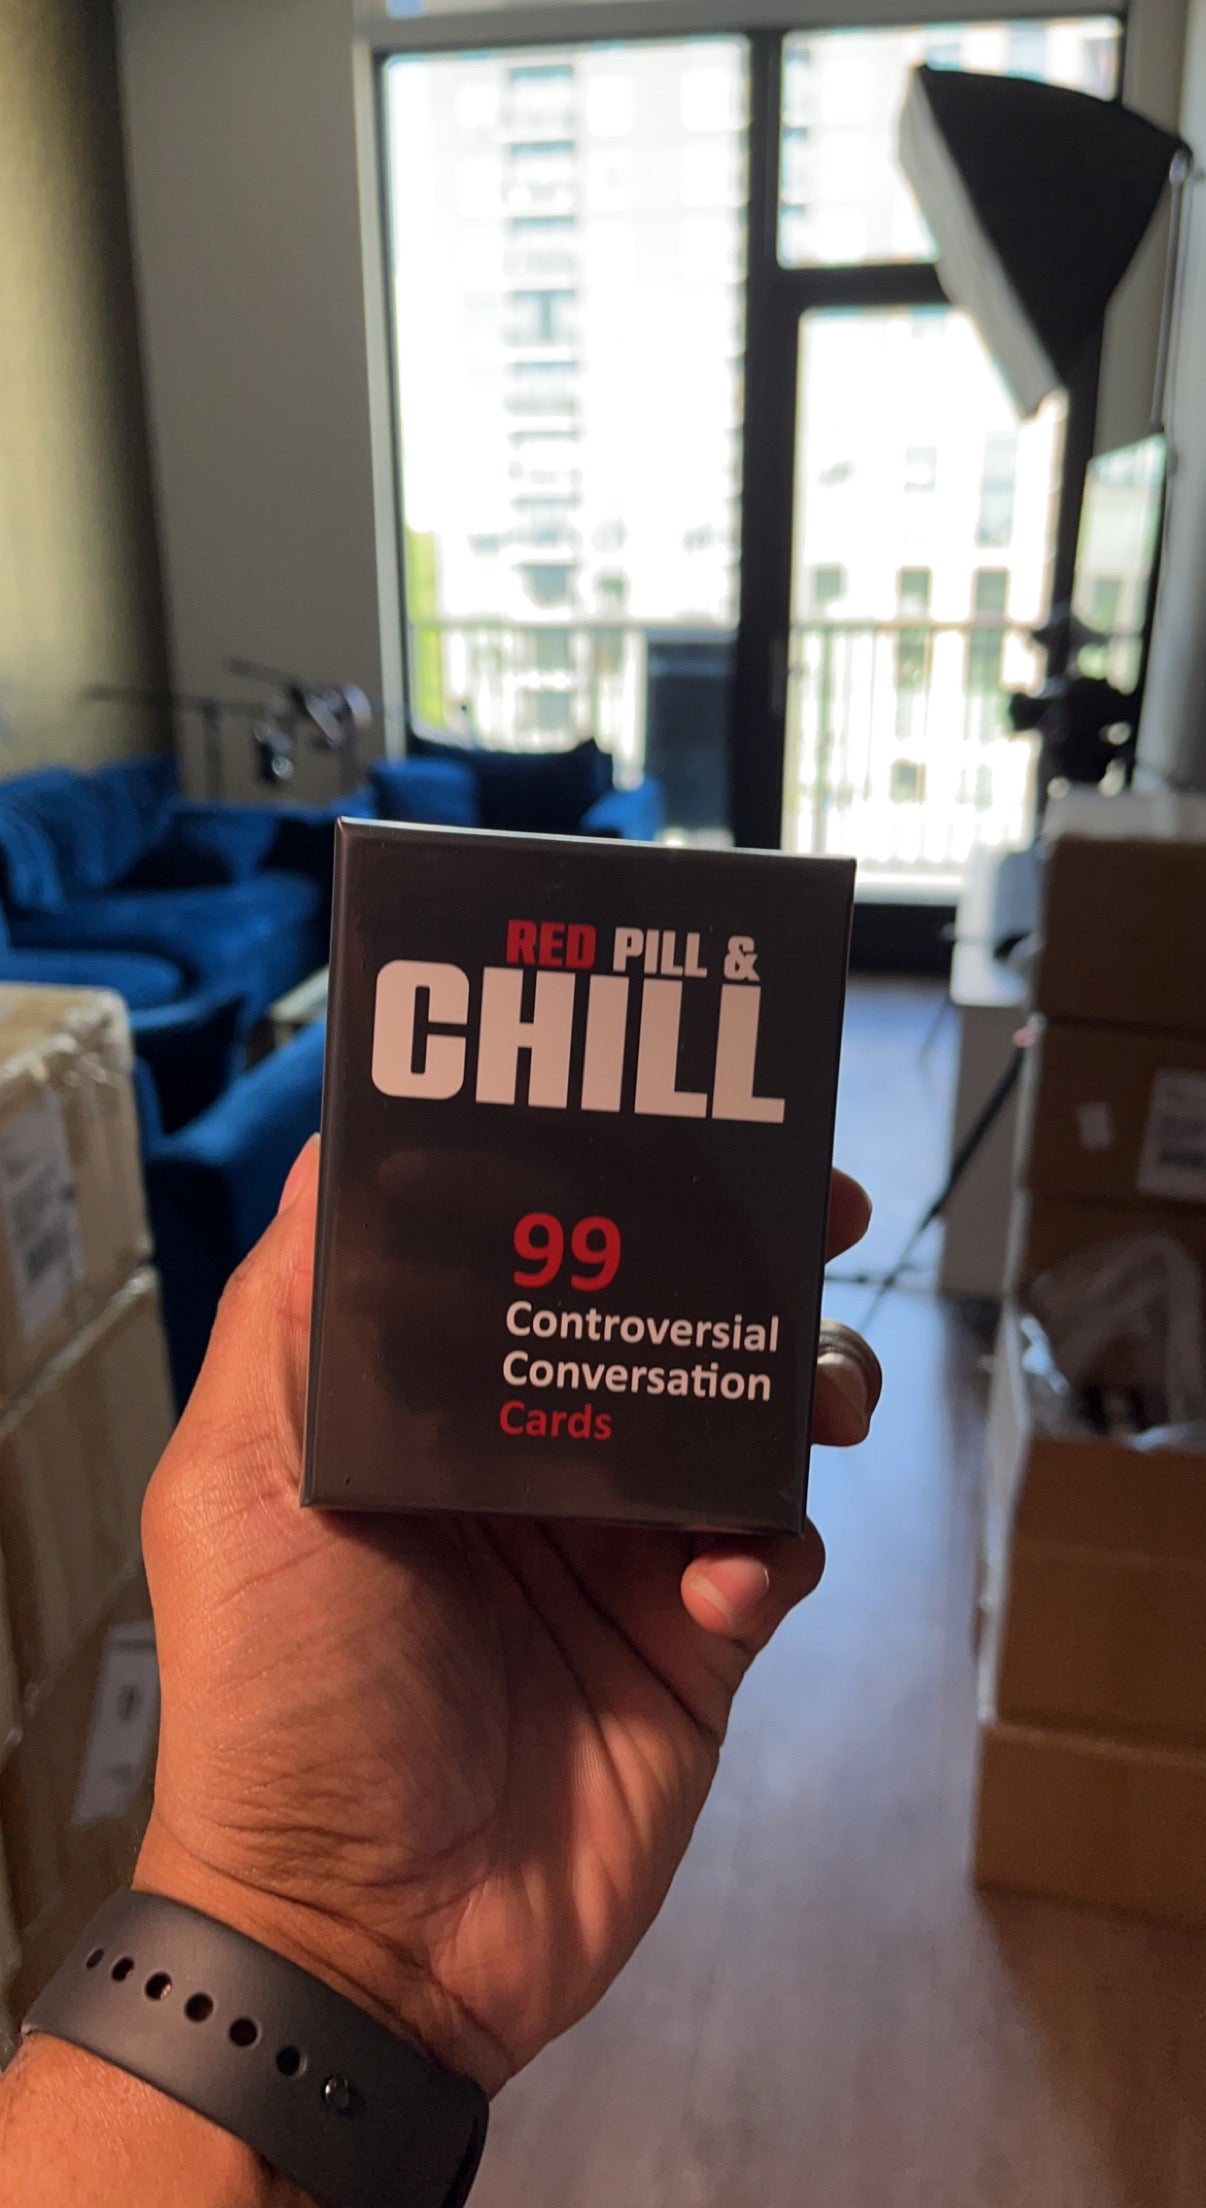 RED PILL &
CHILL
99
Controversial
Conversation
Cards